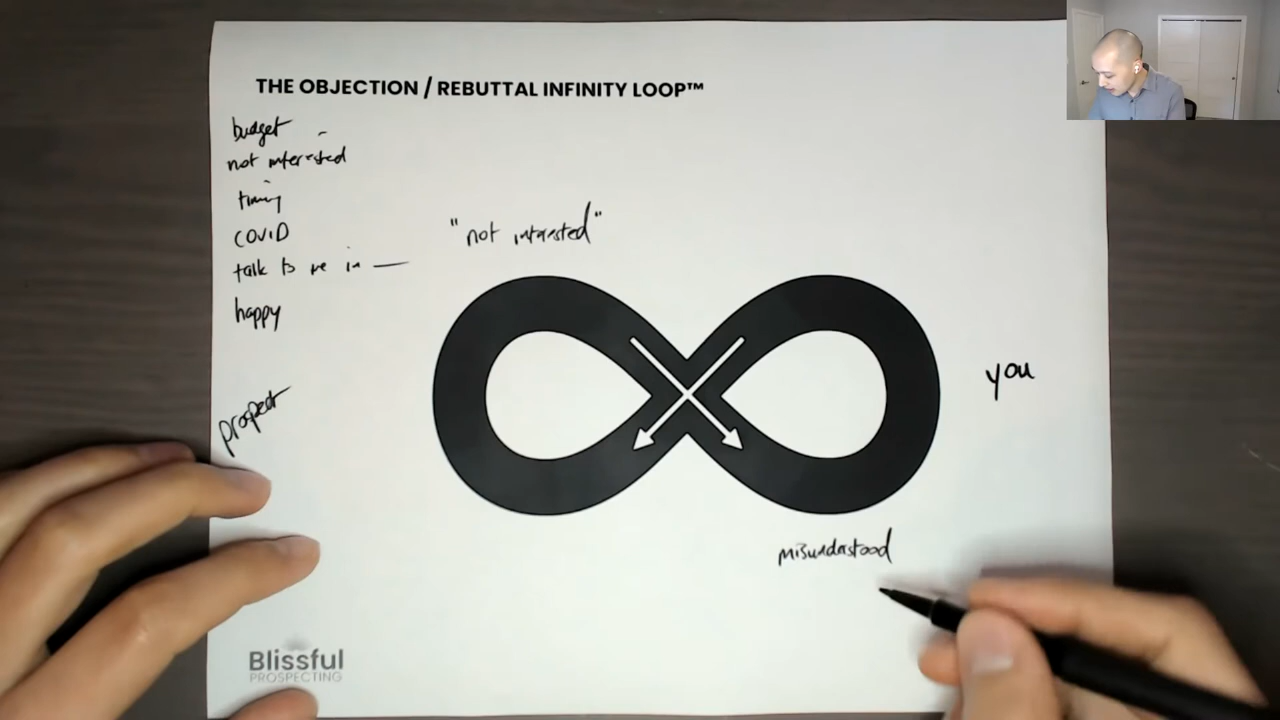 THE OBJECTION / REBUTTAL INFINITY LOOP™
budget
not interested
timing
COVID
talk to me in —
happy
"not interested"
you
prospect
misunderstood
Blissful
PROSPECTING